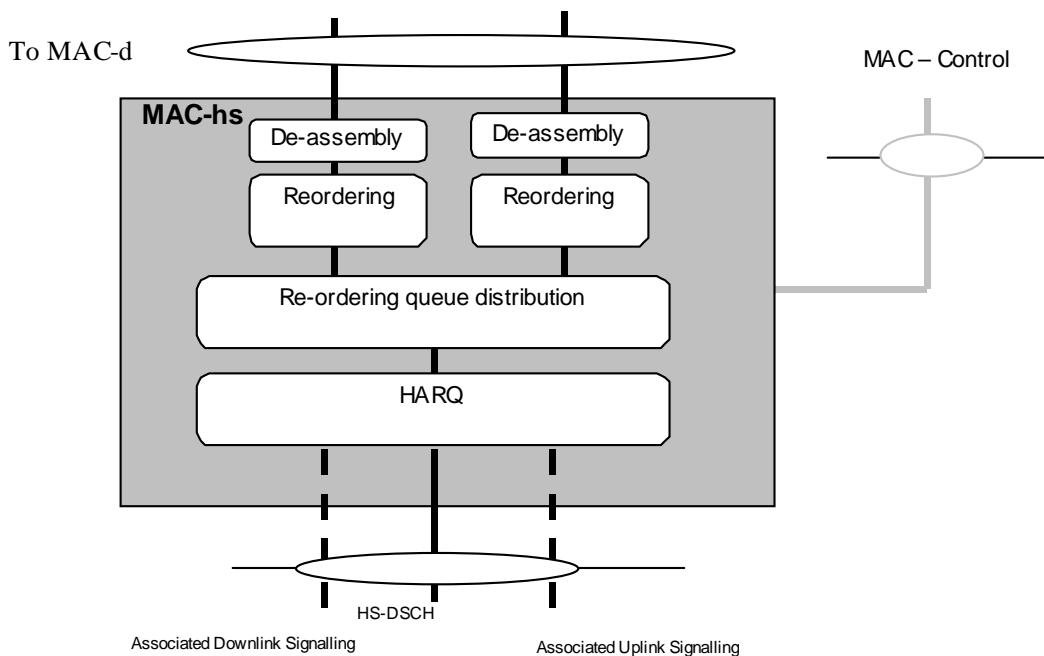 To MAC-d
MAC – Control
MAC-hs
De-assembly
De-assembly
Reordering
Reordering
Re-ordering queue distribution
HARQ
HS-DSCH
Associated Downlink Signalling
Associated Uplink Signalling